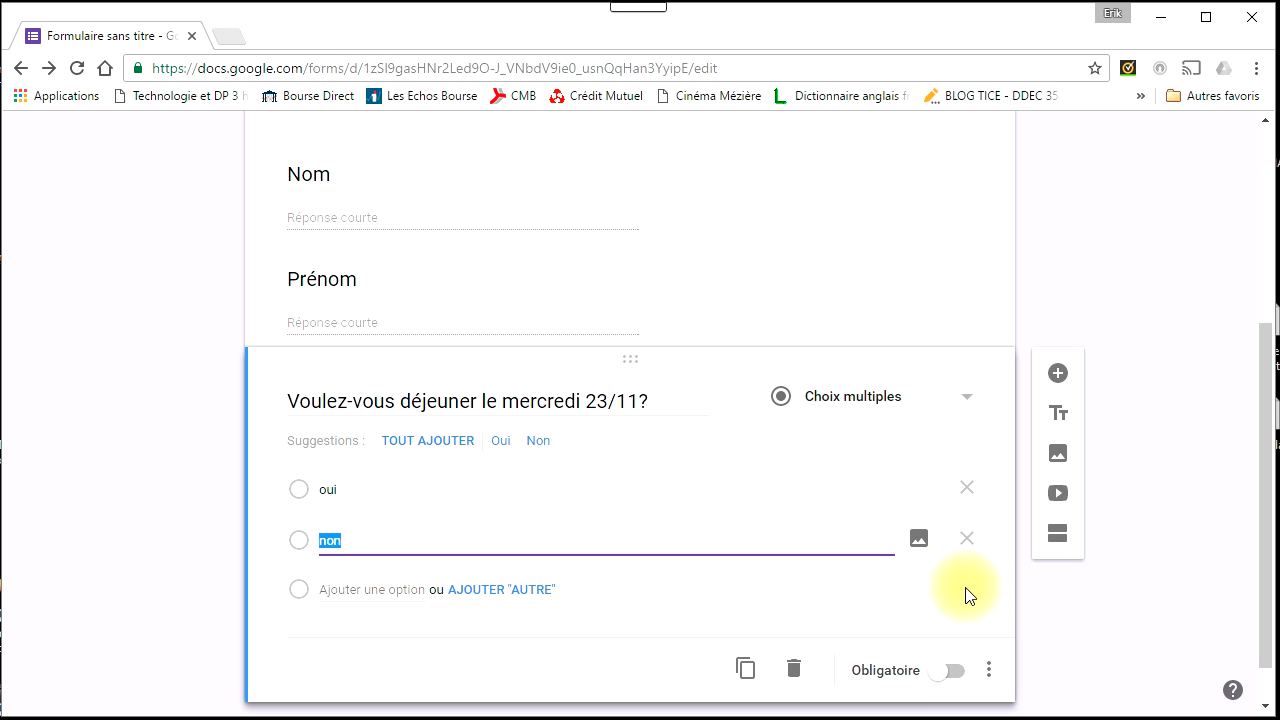 Erik
Formulaire sans titre - Go
https://docs.google.com/forms/d/1zSI9gasHNr2Led9O-J_VNbdV9ie0_usnQqHan3YyipE/edit
Applications Technologie et DP 3 h Bourse Direct Les Echos Bourse CMB Crédit Mutuel Cinéma Mézière Dictionnaire anglais fr BLOG TICE - DDEC 35 » Autres favoris
Nom
Réponse courte
Prénom
Réponse courte
Voulez-vous déjeuner le mercredi 23/11?
Choix multiples
Suggestions : TOUT AJOUTER Oui Non
oui
non
Ajouter une option ou AJOUTER "AUTRE"
Obligatoire